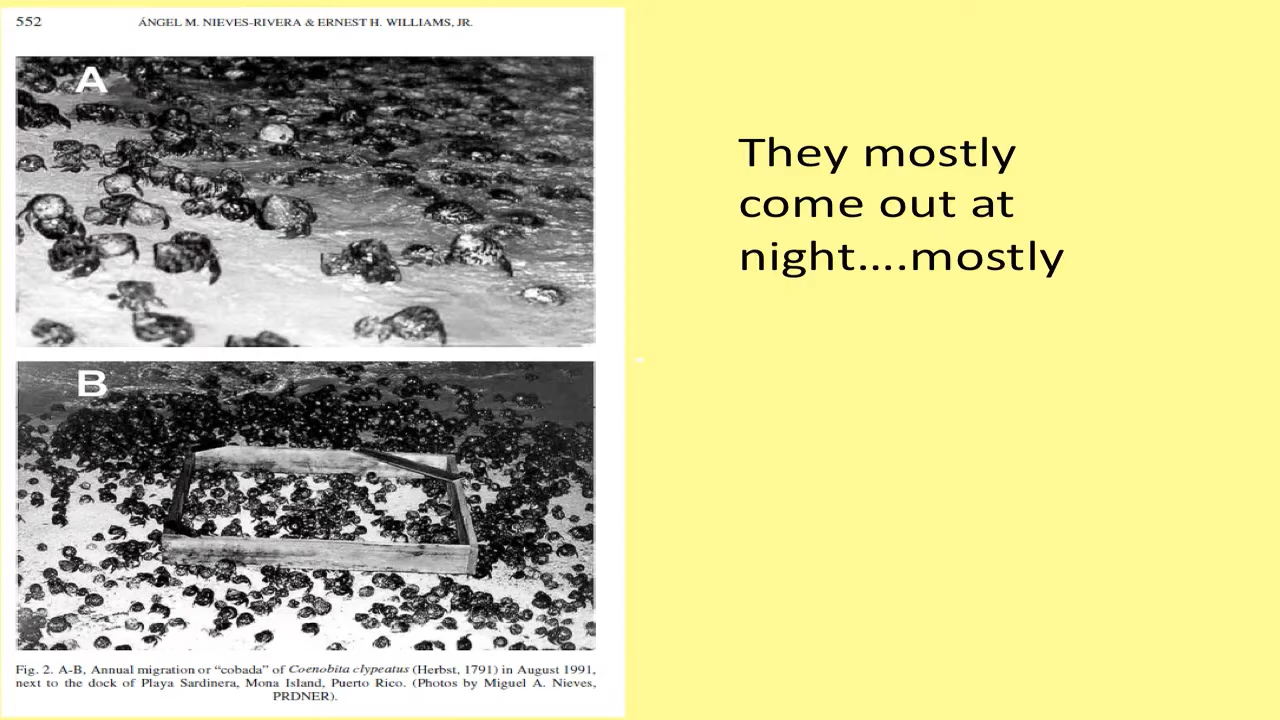 552
ÁNGEL M. NIEVES-RIVERA & ERNEST H. WILLIAMS, JR.
A
B
Fig. 2. A-B, Annual migration or “cobada” of Coenobita clypeatus (Herbst, 1791) in August 1991,
next to the dock of Playa Sardinera, Mona Island, Puerto Rico. (Photos by Miguel A. Nieves,
PRDNER).
They mostly
come out at
night....mostly